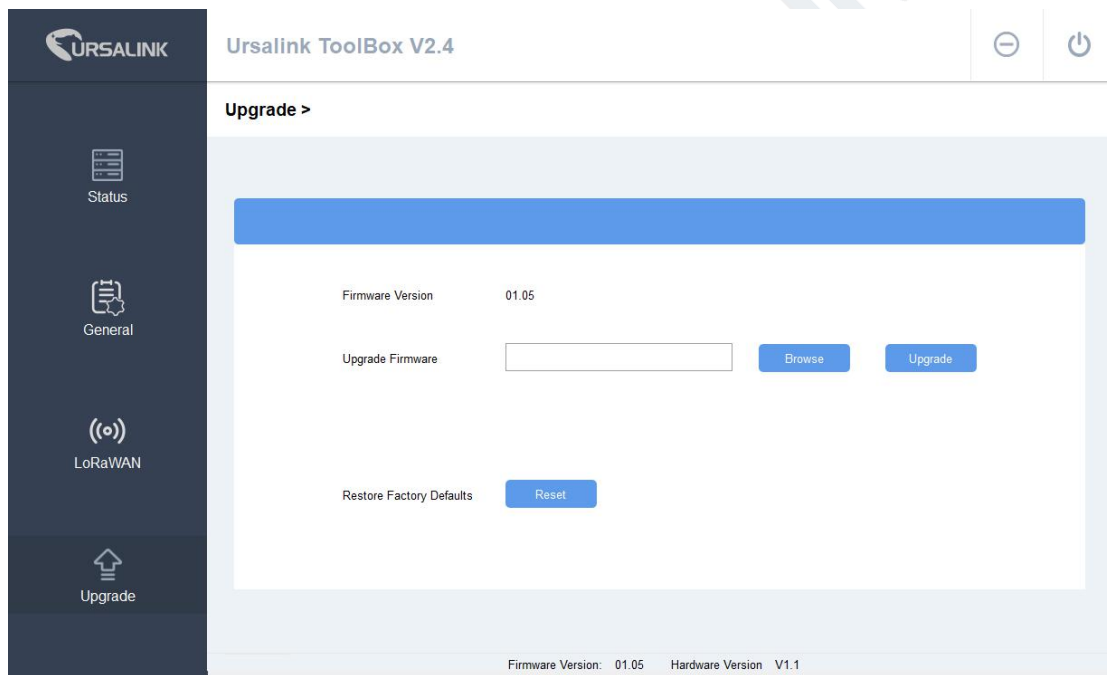 URSALINK
Ursalink ToolBox V2.4
Upgrade >
Status
General
LoRaWAN
Upgrade
Firmware Version 01.05
Upgrade Firmware Browse Upgrade
Restore Factory Defaults Reset
Firmware Version: 01.05 Hardware Version V1.1